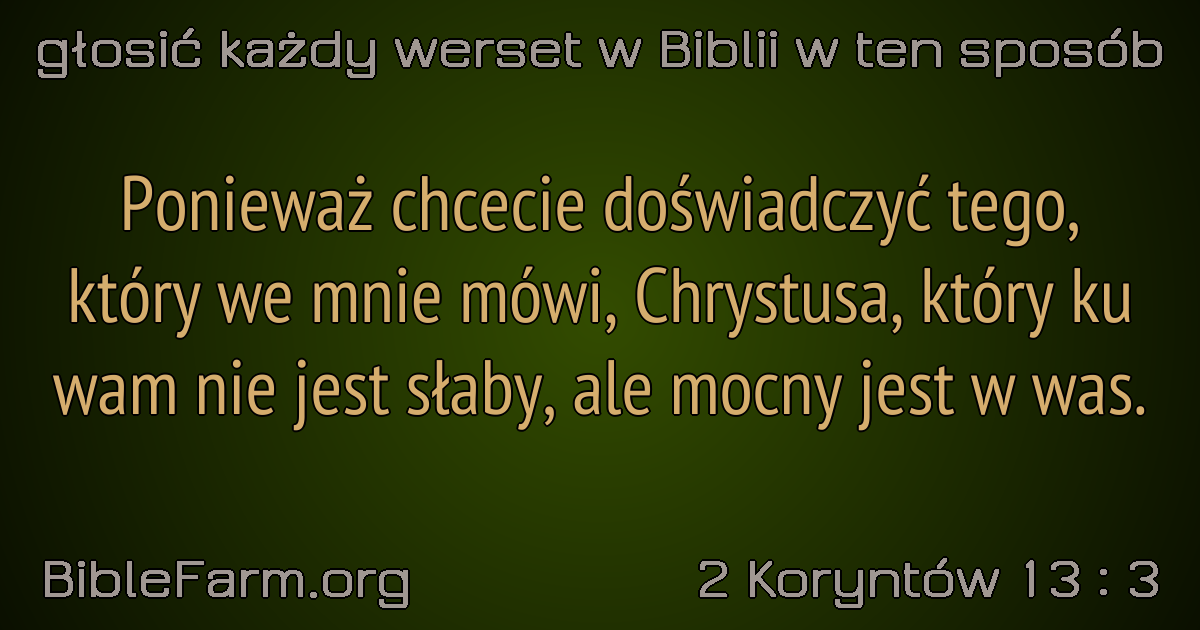 głosić każdy werset w Biblii w ten sposób
Ponieważ chcecie doświadczyć tego,
który we mnie mówi, Chrystusa, który ku
wam nie jest słaby, ale mocny jest w was.
BibleFarm.org
2 Koryntów 13 : 3